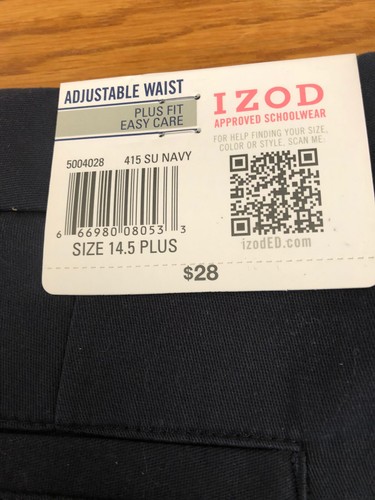 ADJUSTABLE WAIST
PLUS FIT
EASY CARE
IZOD
APPROVED SCHOOLWEAR
FOR HELP FINDING YOUR SIZE,
COLOR OR STYLE, SCAN ME:
5004028 415 SU NAVY
6 66980 08053 3
SIZE 14.5 PLUS
izodED.com
$28